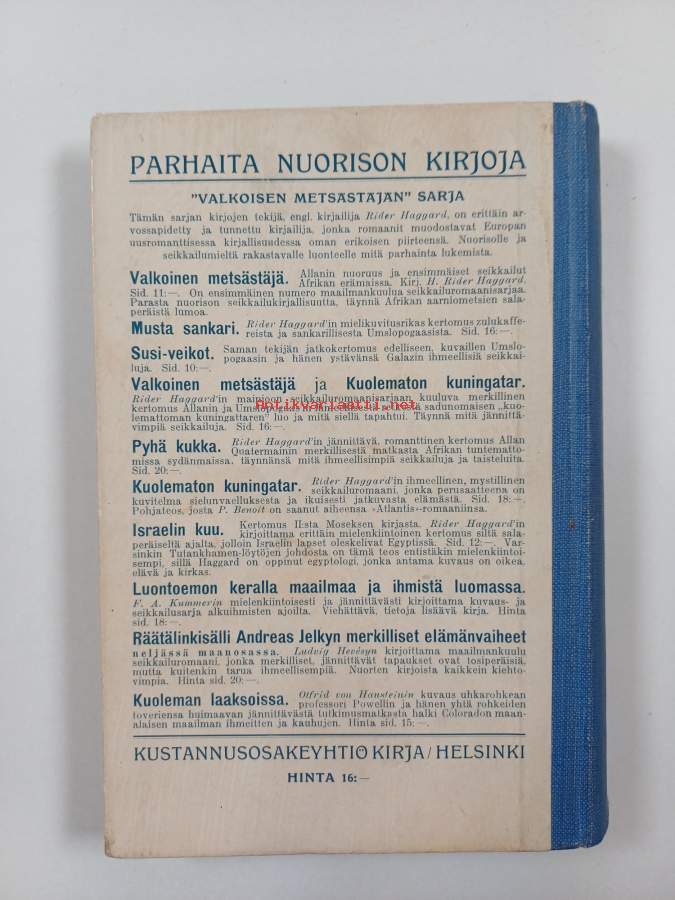 PARHAITA NUORISON KIRJOJA
"VALKOISEN METSÄSTÄJÄN" SARJA
Tämän sarjan kirjojen tekijä, engl. kirjailija Rider Haggard, on erittäin ar-
vossapidetty ja tunnettu kirjailija, jonka romaanit muodostavat Europan
uusromanttisessa kirjallisuudessa oman erikoisen piirteensä. Nuorisolle ja
seikkailumieltä rakastavalle luonteelle mitä parhainta lukemista.
Valkoinen metsästäjä. Allanin nuoruus ja ensimmäiset seikkailut
Afrikan erämaissa. Kirj. H. Rider Haggard.
Sid. 11:—. On ensimmäinen numero maailmankuulua seikkailuromaanisarjaa.
Parasta nuorison seikkailukirjallisuutta, täynnä Afrikan aarniometsien sala-
peräistä lumoa.
Musta sankari. Rider Haggard'in mielikuvitusrikas kertomus zulukaffe-
reista ja sankarillisesta Umslopogaasista. Sid. 16:—.
Susi-veikot. Saman tekijän jatkokertomus edelliseen, kuvaillen Umslo-
pogaasin ja hänen ystävänsä Galazin ihmeellisiä seikkai-
luja. Sid. 10:—.
Valkoinen metsästäjä ja Kuolematon kuningatar.
Rider Haggard'in mainioon seikkailuromaanisarjaan kuuluva merkillinen
kertomus Allanin ja Umslopogaas'in ihmeellisestä retkestä sadunomaisen „kuo-
lemattoman kuningattaren" luo ja mitä siellä tapahtui. Täynnä mitä jännittä-
vimpiä seikkailuja. Sid. 16:—.
antikvariaatti.net
Pyhä kukka. Rider Haggard'in jännittävä, romanttinen kertomus Allan
Quatermainin merkillisestä matkasta Afrikan tuntematto-
missa sydänmaissa, täynnänsä mitä ihmeellisimpiä seikkailuja ja taisteluita.
Sid. 20:—.
Kuolematon kuningatar. Rider Haggard'in ihmeellinen, mystillinen
seikkailuromaani, jonka perusaatteena on
kuvitelma sielunvaelluksesta ja ikuisesti jatkuvasta elämästä. Sid. 18:—.
Pohjateos, josta P. Benoit on saanut aiheensa »Atlantis»-romaaniinsa.
Israelin kuu. Kertomus II:sta Moseksen kirjasta. Rider Haggard'in
kirjoittama erittäin mielenkiintoinen kertomus siltä sala-
peräiseltä ajalta, jolloin Israelin lapset oleskelivat Egyptissä. Sid. 12:—. Var-
sinkin Tutankhamen-löytöjen johdosta on tämä teos entistäkin mielenkiintoi-
sempi, sillä Haggard on oppinut egyptologi, jonka antama kuvaus on oikea,
elävä ja kirkas.
Luontoemon keralla maailmaa ja ihmistä luomassa.
F. A. Kummerin mielenkiintoisesti ja jännittävästi kirjoittama kuvaus- ja
seikkailusarja alkuihmisten ajoilta. Viehättävä, tietoja lisäävä kirja. Hinta
sid. 18:—.
Räätälinkisälli Andreas Jelkyn merkilliset elämänvaiheet
neljässä maanosassa. Ludvig Hevésyn kirjoittama maailmankuulu
seikkailuromaani, jonka merkilliset, jännittävät tapaukset ovat tosiperäisiä,
mutta kuitenkin tarua ihmeellisempiä. Nuorten kirjoista kaikkein kiehto-
vimpia. Hinta sid. 20:—.
Kuoleman laaksoissa. Otfrid von Hansteinin kuvaus uhkarohkean
professori Powellin ja hänen yhtä rohkeiden
toveriensa huimaavan jännittävästä tutkimusmatkasta halki Coloradon maan-
alaisen maailman ihmeitten ja kauhujen. Hinta sid. 15:—.
KUSTANNUSOSAKEYHTIÖ KIRJA / HELSINKI
HINTA 16:—